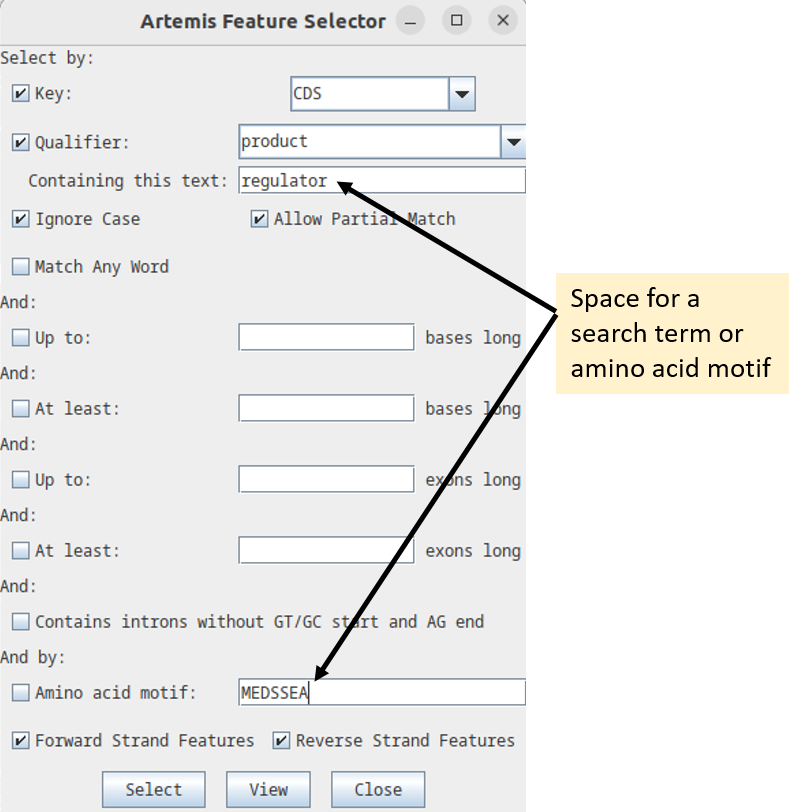 Artemis Feature Selector
Select by:
Key: CDS
Qualifier: product
Containing this text: regulator
Ignore Case Allow Partial Match
Match Any Word
And:
Up to: bases long
And:
At least: bases long
And:
Up to: exons long
And:
At least: exons long
And:
Contains introns without GT/GC start and AG end
And by:
Amino acid motif: MEDSSEA
Forward Strand Features Reverse Strand Features
Select View Close
Space for a
search term or
amino acid motif